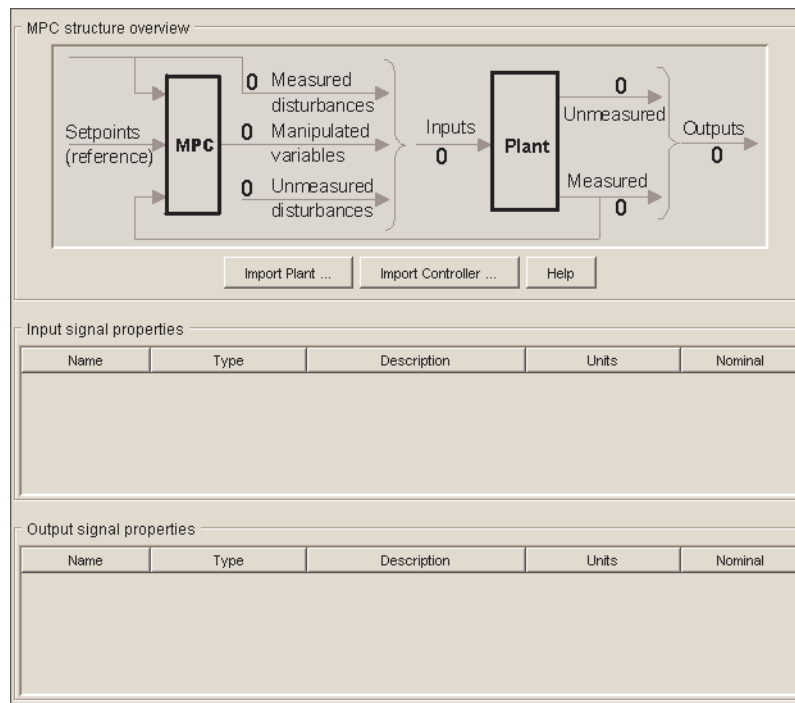 MPC structure overview
0 Measured
disturbances
Setpoints
(reference)
MPC
0 Manipulated
variables
0 Unmeasured
disturbances
Inputs
0
Plant
0
Unmeasured
Measured
0
Outputs
0
Import Plant ...
Import Controller ...
Help
Input signal properties
Name Type Description Units Nominal
Output signal properties
Name Type Description Units Nominal